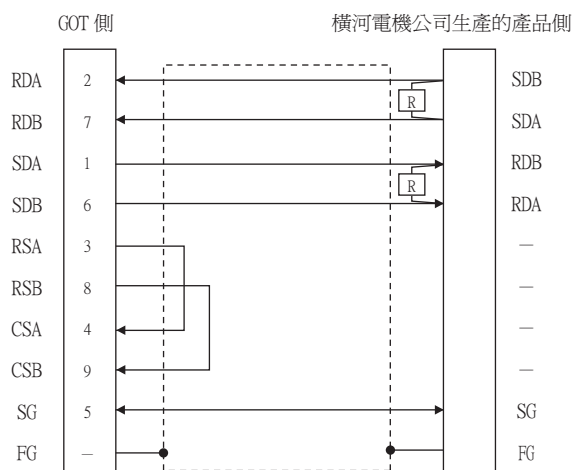 GOT 側 橫河電機公司生產的產品側
RDA 2 SDB
R
RDB 7 SDA
SDA 1 RDB
R
SDB 6 RDA
RSA 3 —
RSB 8 —
CSA 4 —
CSB 9 —
SG 5 SG
FG — FG